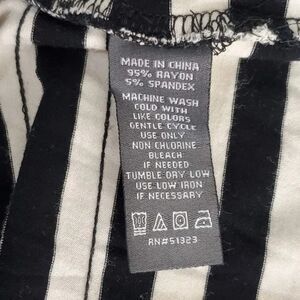 MADE IN CHINA
95% RAYON
5% SPANDEX
MACHINE WASH
COLD WITH
LIKE COLORS
GENTLE CYCLE
USE ONLY
NON CHLORINE
BLEACH
IF NEEDED
TUMBLE DRY LOW
USE LOW IRON
IF NECESSARY
RN#51323